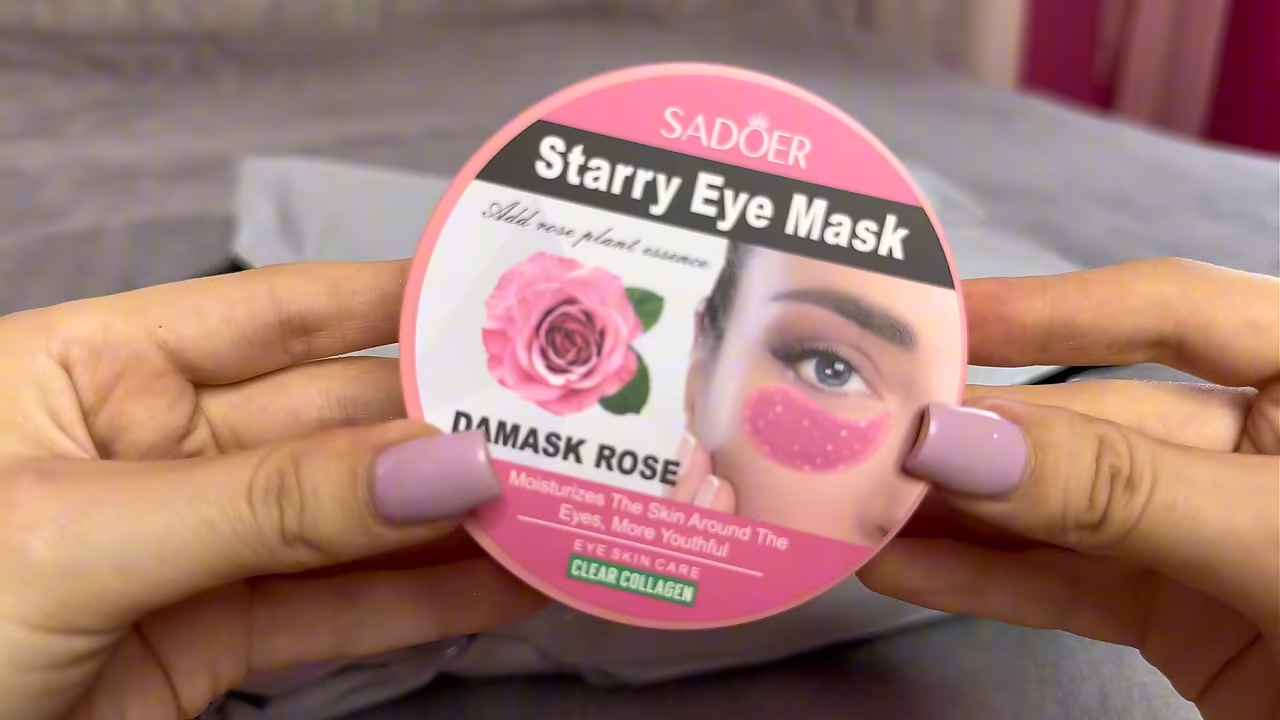 SADOER
Starry Eye Mask
Add rose plant essence
DAMASK ROSE
Moisturizes The Skin Around The
Eyes, More Youthful
EYE SKIN CARE
CLEAR COLLAGEN